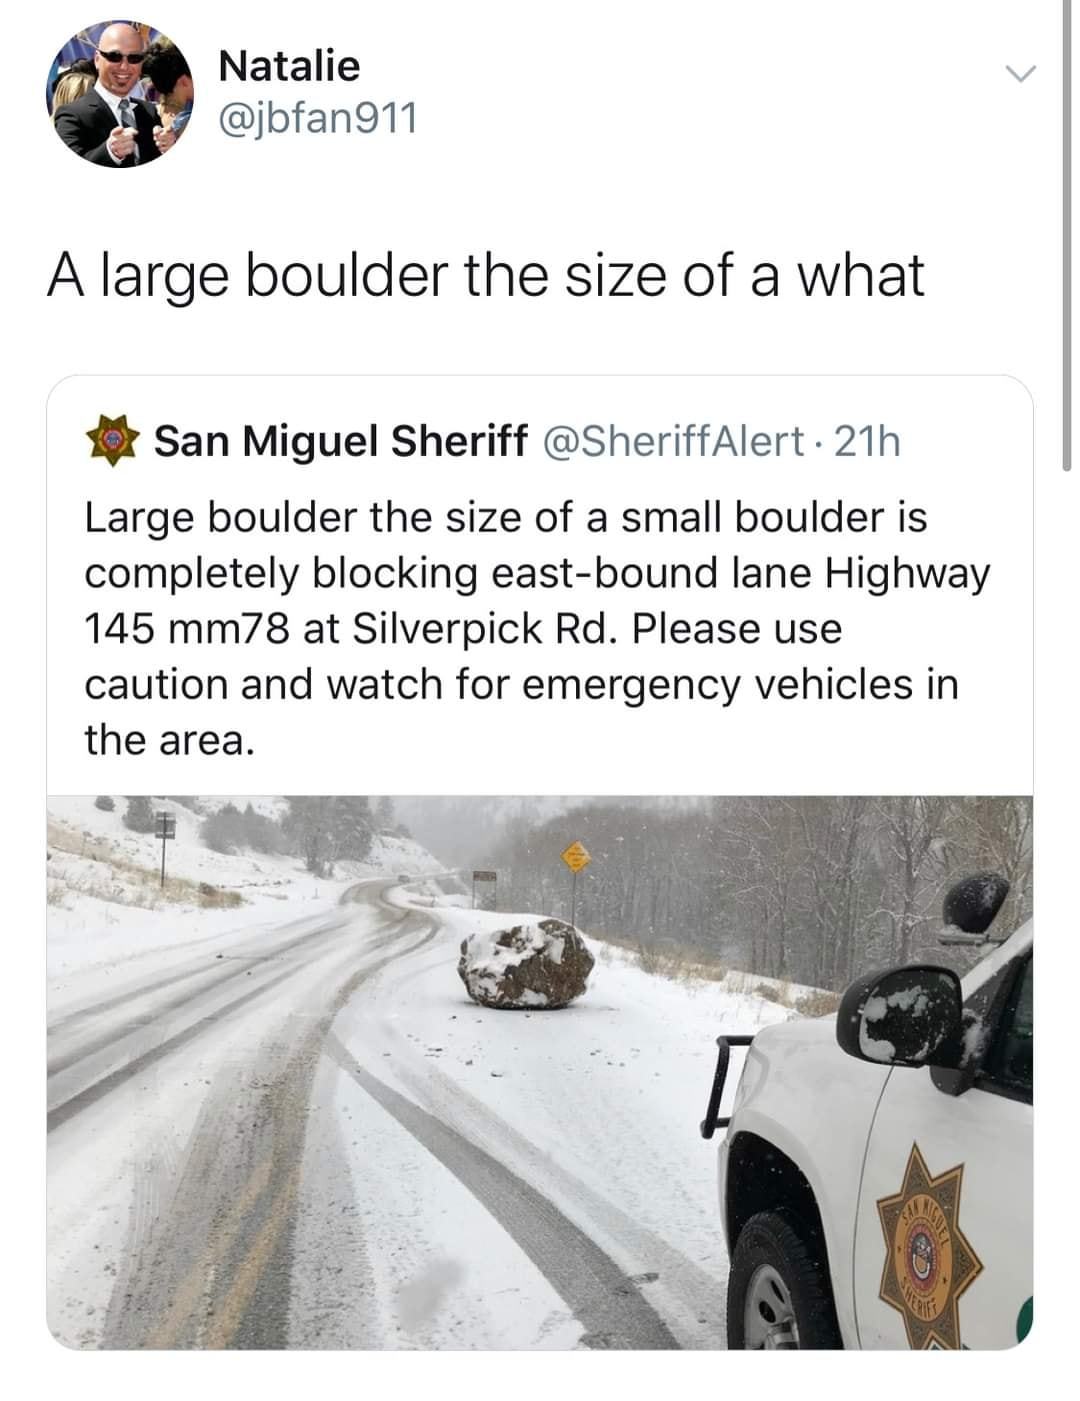 Natalie
@jbfan911
A large boulder the size of a what
San Miguel Sheriff @SheriffAlert · 21h
Large boulder the size of a small boulder is
completely blocking east-bound lane Highway
145 mm78 at Silverpick Rd. Please use
caution and watch for emergency vehicles in
the area.
SAN MIGUEL
SHERIFF